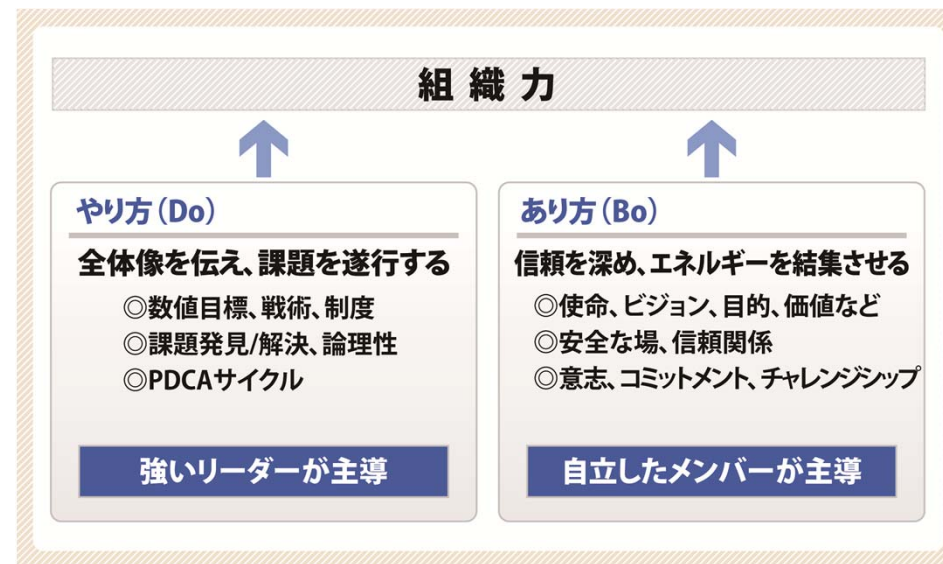 組織力
やり方(Do)
全体像を伝え、課題を遂行する
◎数値目標、戦術、制度
◎課題発見/解決、論理性
◎PDCAサイクル
強いリーダーが主導
あり方(Bo)
信頼を深め、エネルギーを結集させる
◎使命、ビジョン、目的、価値など
◎安全な場、信頼関係
◎意志、コミットメント、チャレンジシップ
自立したメンバーが主導